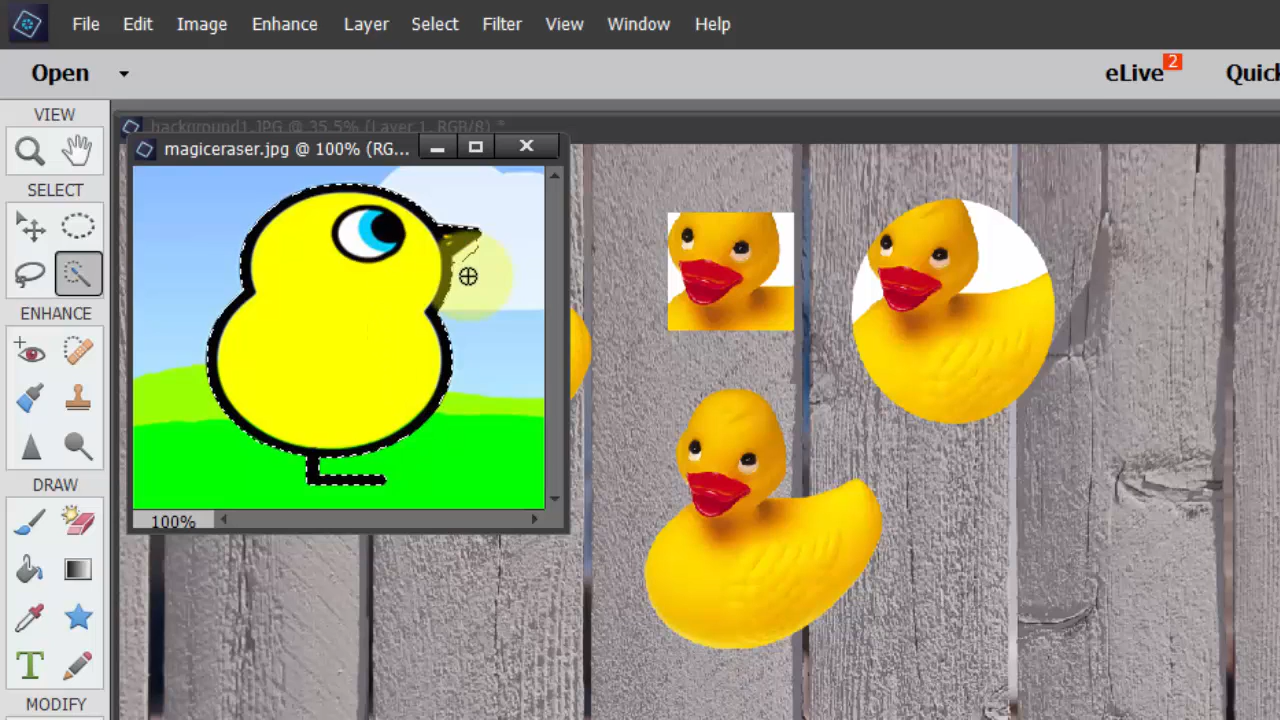 File Edit Image Enhance Layer Select Filter View Window Help
Open eLive 2 Quick
VIEW
background1.JPG @ 35.5% (Layer 1, RGB/8) *
magiceraser.jpg @ 100% (RG...
SELECT
ENHANCE
DRAW
100%
T
MODIFY